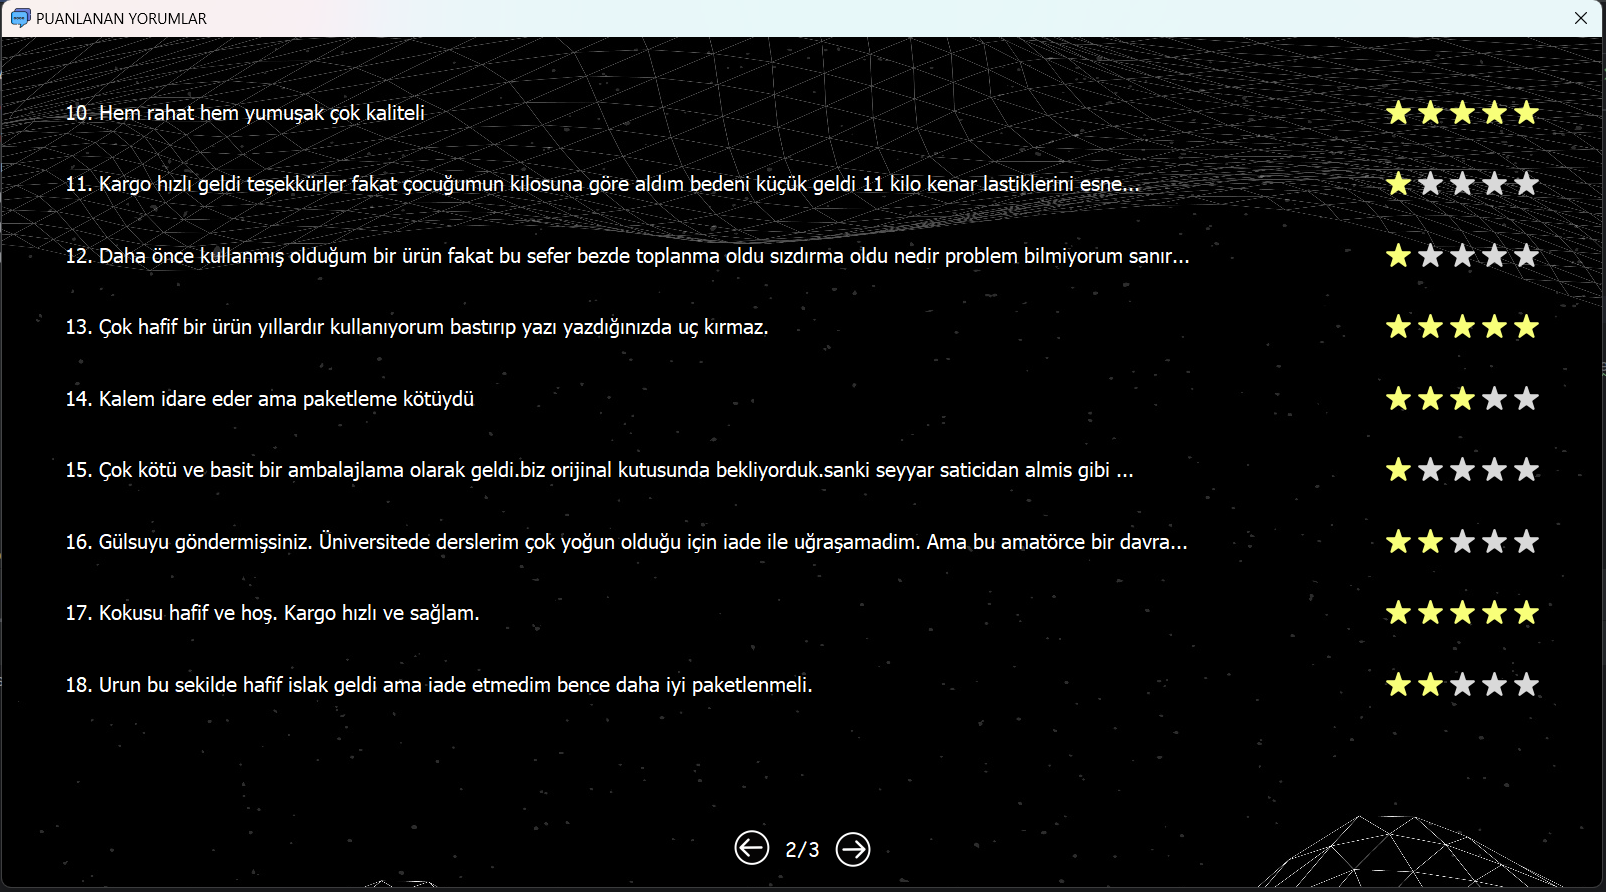 PUANLANAN YORUMLAR
10. Hem rahat hem yumuşak çok kaliteli
11. Kargo hızlı geldi teşekkürler fakat çocuğumun kilosuna göre aldım bedeni küçük geldi 11 kilo kenar lastiklerini esne...
12. Daha önce kullanmış olduğum bir ürün fakat bu sefer bezde toplanma oldu sızdırma oldu nedir problem bilmiyorum sanır...
13. Çok hafif bir ürün yıllardır kullanıyorum bastırıp yazı yazdığınızda uç kırmaz.
14. Kalem idare eder ama paketleme kötüydü
15. Çok kötü ve basit bir ambalajlama olarak geldi.biz orijinal kutusunda bekliyorduk.sanki seyyar saticidan almis gibi ...
16. Gülsuyu göndermişsiniz. Üniversitede derslerim çok yoğun olduğu için iade ile uğraşamadim. Ama bu amatörce bir davra...
17. Kokusu hafif ve hoş. Kargo hızlı ve sağlam.
18. Urun bu sekilde hafif islak geldi ama iade etmedim bence daha iyi paketlenmeli.
2/3